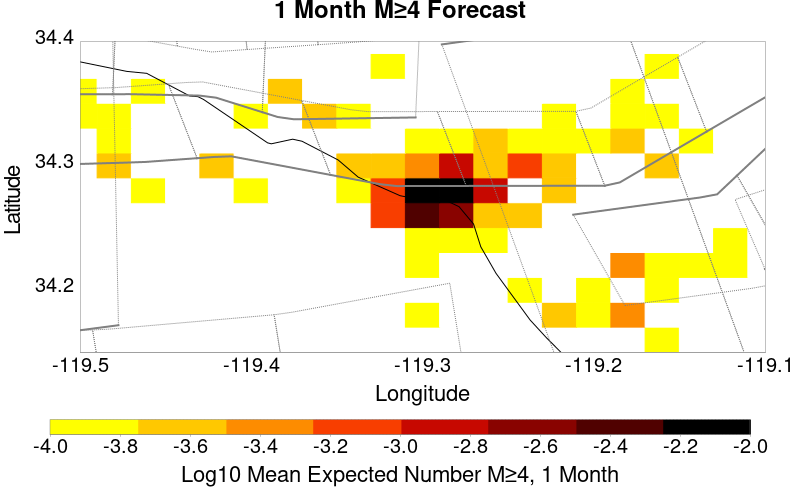 1 Month M≥4 Forecast
34.4
34.3
34.2
Latitude
-119.5 -119.4 -119.3 -119.2 -119.1
Longitude
-4.0 -3.8 -3.6 -3.4 -3.2 -3.0 -2.8 -2.6 -2.4 -2.2 -2.0
Log10 Mean Expected Number M≥4, 1 Month